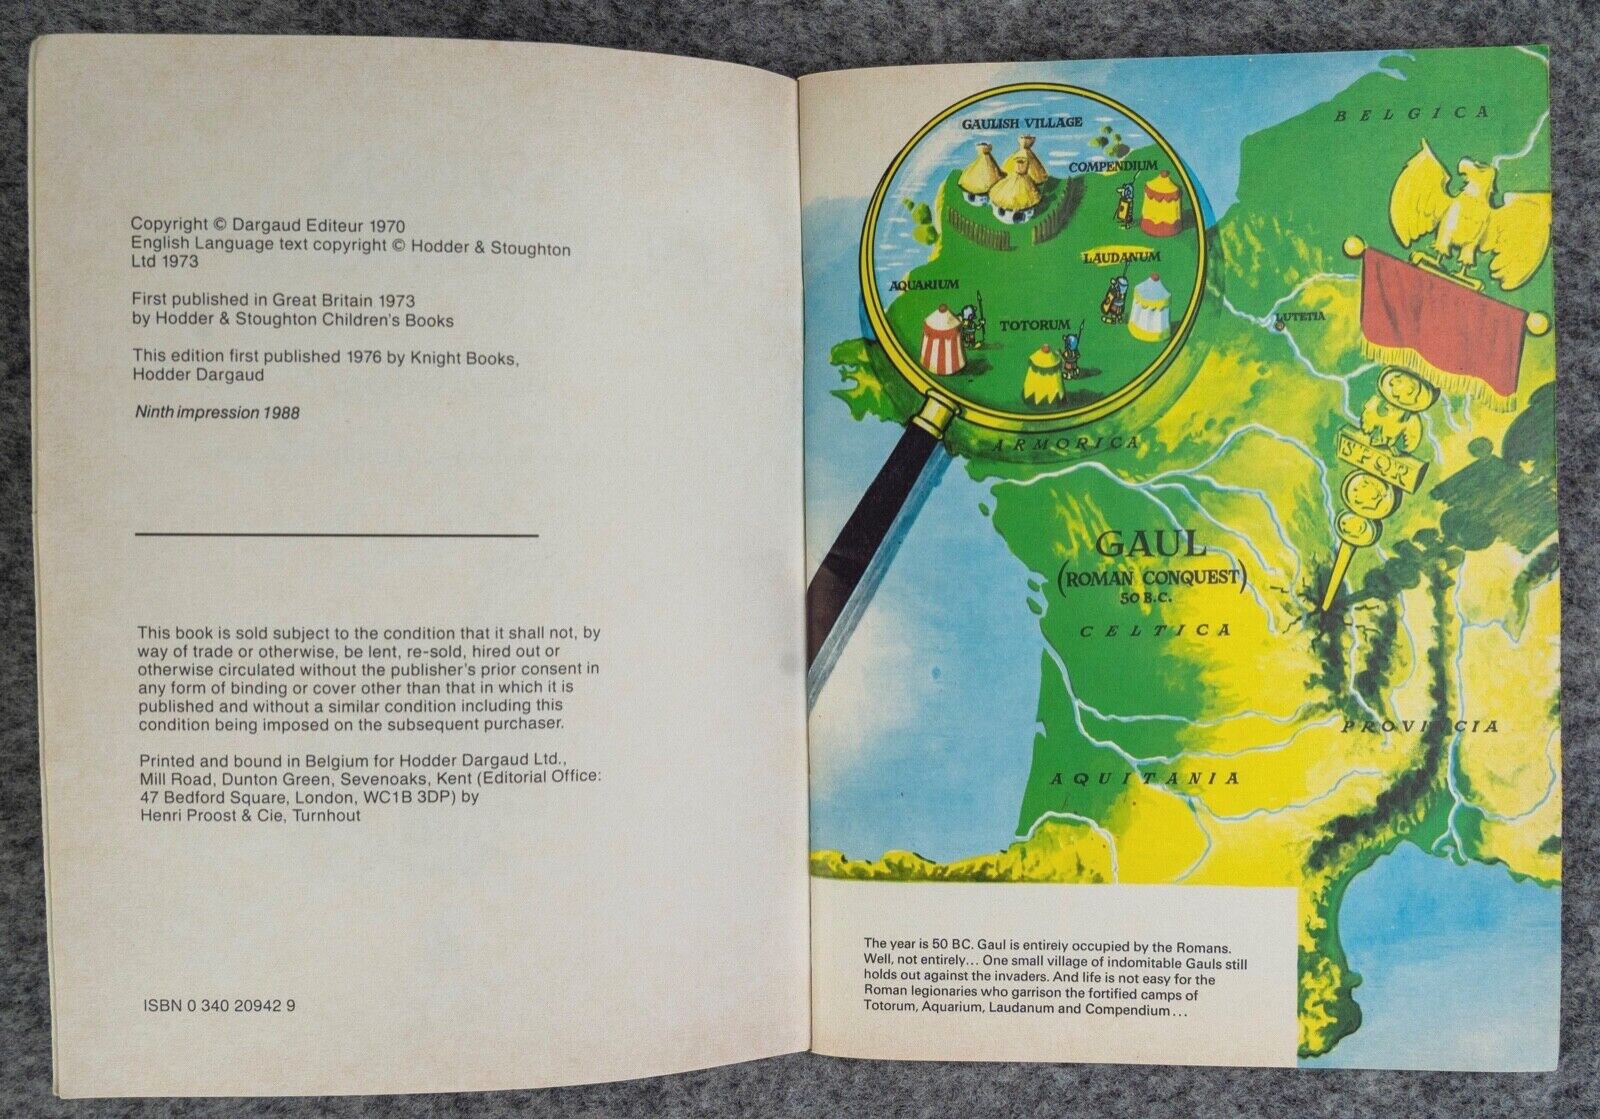 Copyright © Dargaud Editeur 1970
English Language text copyright © Hodder & Stoughton
Ltd 1973
First published in Great Britain 1973
by Hodder & Stoughton Children's Books
This edition first published 1976 by Knight Books,
Hodder Dargaud
Ninth impression 1988
This book is sold subject to the condition that it shall not, by
way of trade or otherwise, be lent, re-sold, hired out or
otherwise circulated without the publisher's prior consent in
any form of binding or cover other than that in which it is
published and without a similar condition including this
condition being imposed on the subsequent purchaser.
Printed and bound in Belgium for Hodder Dargaud Ltd.,
Mill Road, Dunton Green, Sevenoaks, Kent (Editorial Office:
47 Bedford Square, London, WC1B 3DP) by
Henri Proost & Cie, Turnhout
ISBN 0 340 20942 9
BELGICA
GAULISH VILLAGE
COMPENDIUM
LAUDANUM
AQUARIUM
TOTORUM
LUTETIA
ARMORICA
SPQR
GAUL
(ROMAN CONQUEST)
50 B.C.
CELTICA
PROVINCIA
AQUITANIA
The year is 50 BC. Gaul is entirely occupied by the Romans.
Well, not entirely... One small village of indomitable Gauls still
holds out against the invaders. And life is not easy for the
Roman legionaries who garrison the fortified camps of
Totorum, Aquarium, Laudanum and Compendium...